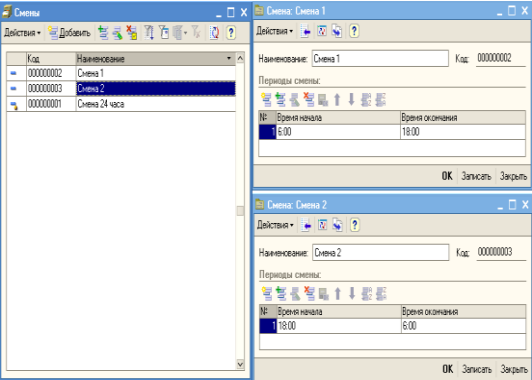 Смены
Действия Добавить
Код Наименование
000000002 Смена 1
000000003 Смена 2
000000001 Смена 24 часа
Смена: Смена 1
Действия
Наименование: Смена 1 Код: 000000002
Периоды смены:
№ Время начала Время окончания
1 6:00 18:00
OK Записать Закрыть
Смена: Смена 2
Действия
Наименование: Смена 2 Код: 000000003
Периоды смены:
№ Время начала Время окончания
1 18:00 6:00
OK Записать Закрыть